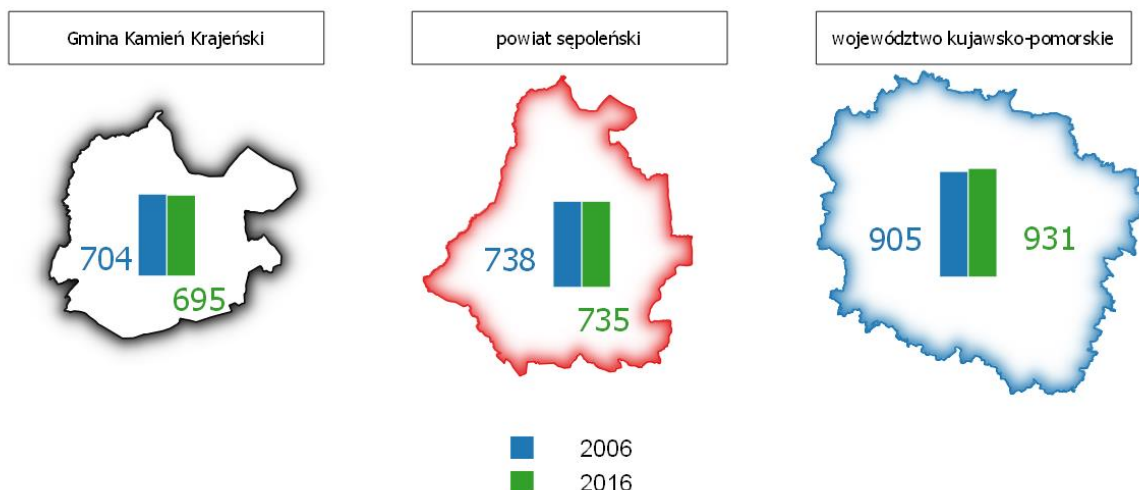 Gmina Kamień Krajeński
powiat sępoleński
województwo kujawsko-pomorskie
704
695
738
735
905
931
2006
2016